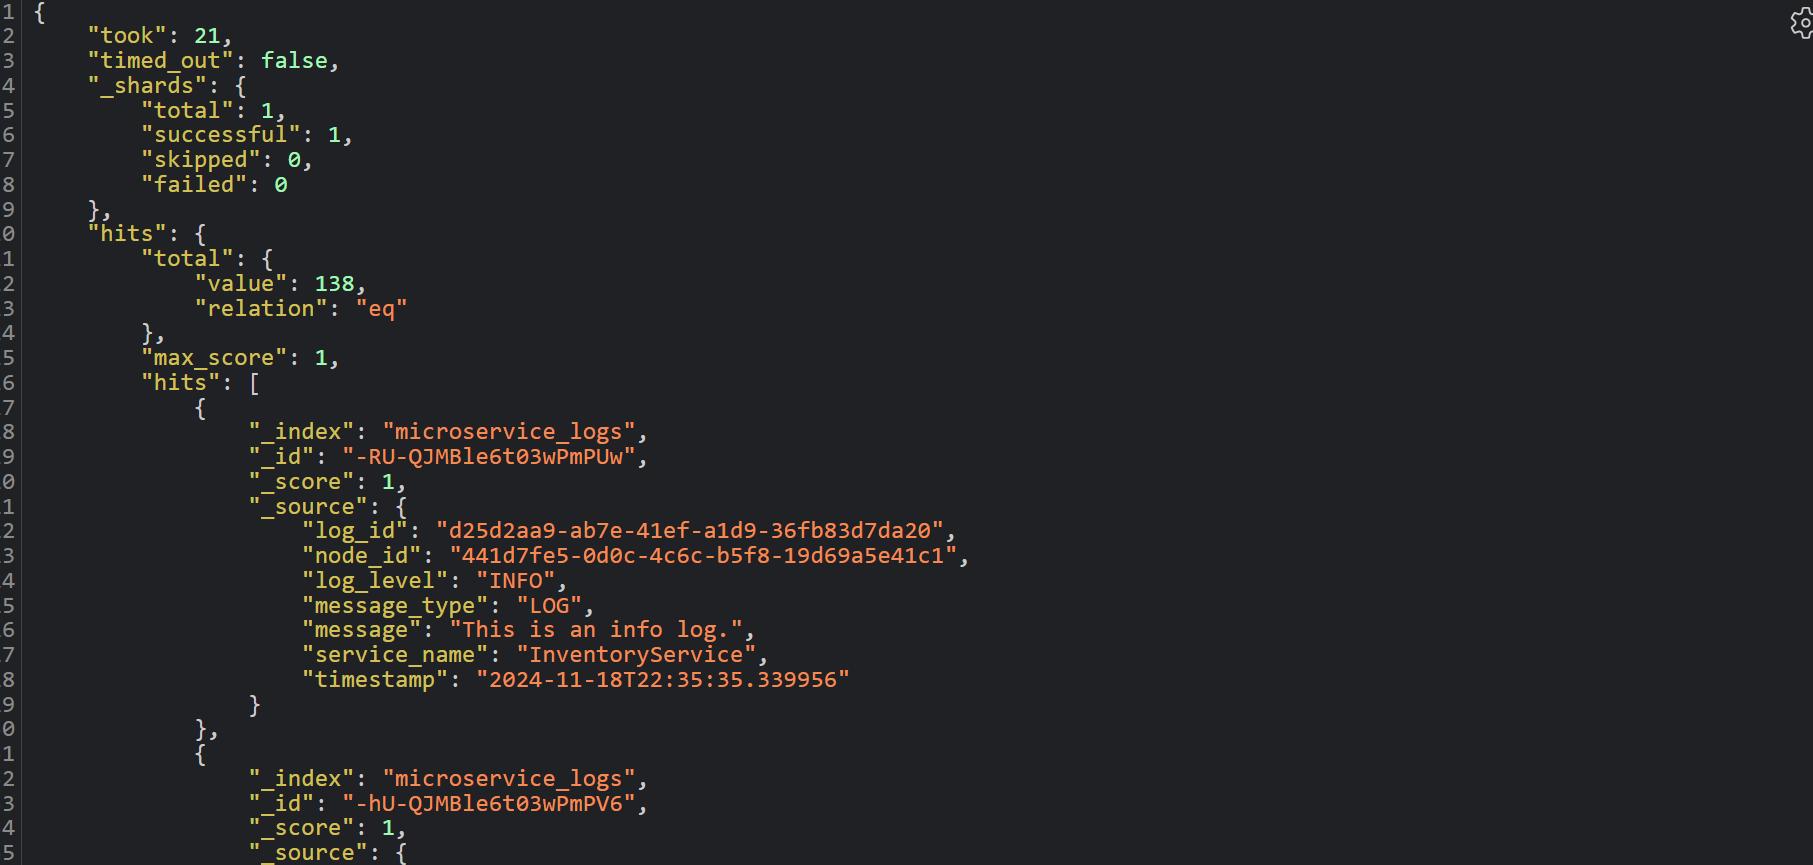 1 {
2     "took": 21,
3     "timed_out": false,
4     "_shards": {
5         "total": 1,
6         "successful": 1,
7         "skipped": 0,
8         "failed": 0
9     },
0     "hits": {
1         "total": {
2             "value": 138,
3             "relation": "eq"
4         },
5         "max_score": 1,
6         "hits": [
7             {
8                 "_index": "microservice_logs",
9                 "_id": "-RU-QJMBle6t03wPmPUw",
0                 "_score": 1,
1                 "_source": {
2                     "log_id": "d25d2aa9-ab7e-41ef-a1d9-36fb83d7da20",
3                     "node_id": "441d7fe5-0d0c-4c6c-b5f8-19d69a5e41c1",
4                     "log_level": "INFO",
5                     "message_type": "LOG",
6                     "message": "This is an info log.",
7                     "service_name": "InventoryService",
8                     "timestamp": "2024-11-18T22:35:35.339956"
9                 }
0             },
1             {
2                 "_index": "microservice_logs",
3                 "_id": "-hU-QJMBle6t03wPmPV6",
4                 "_score": 1,
5                 "_source": {